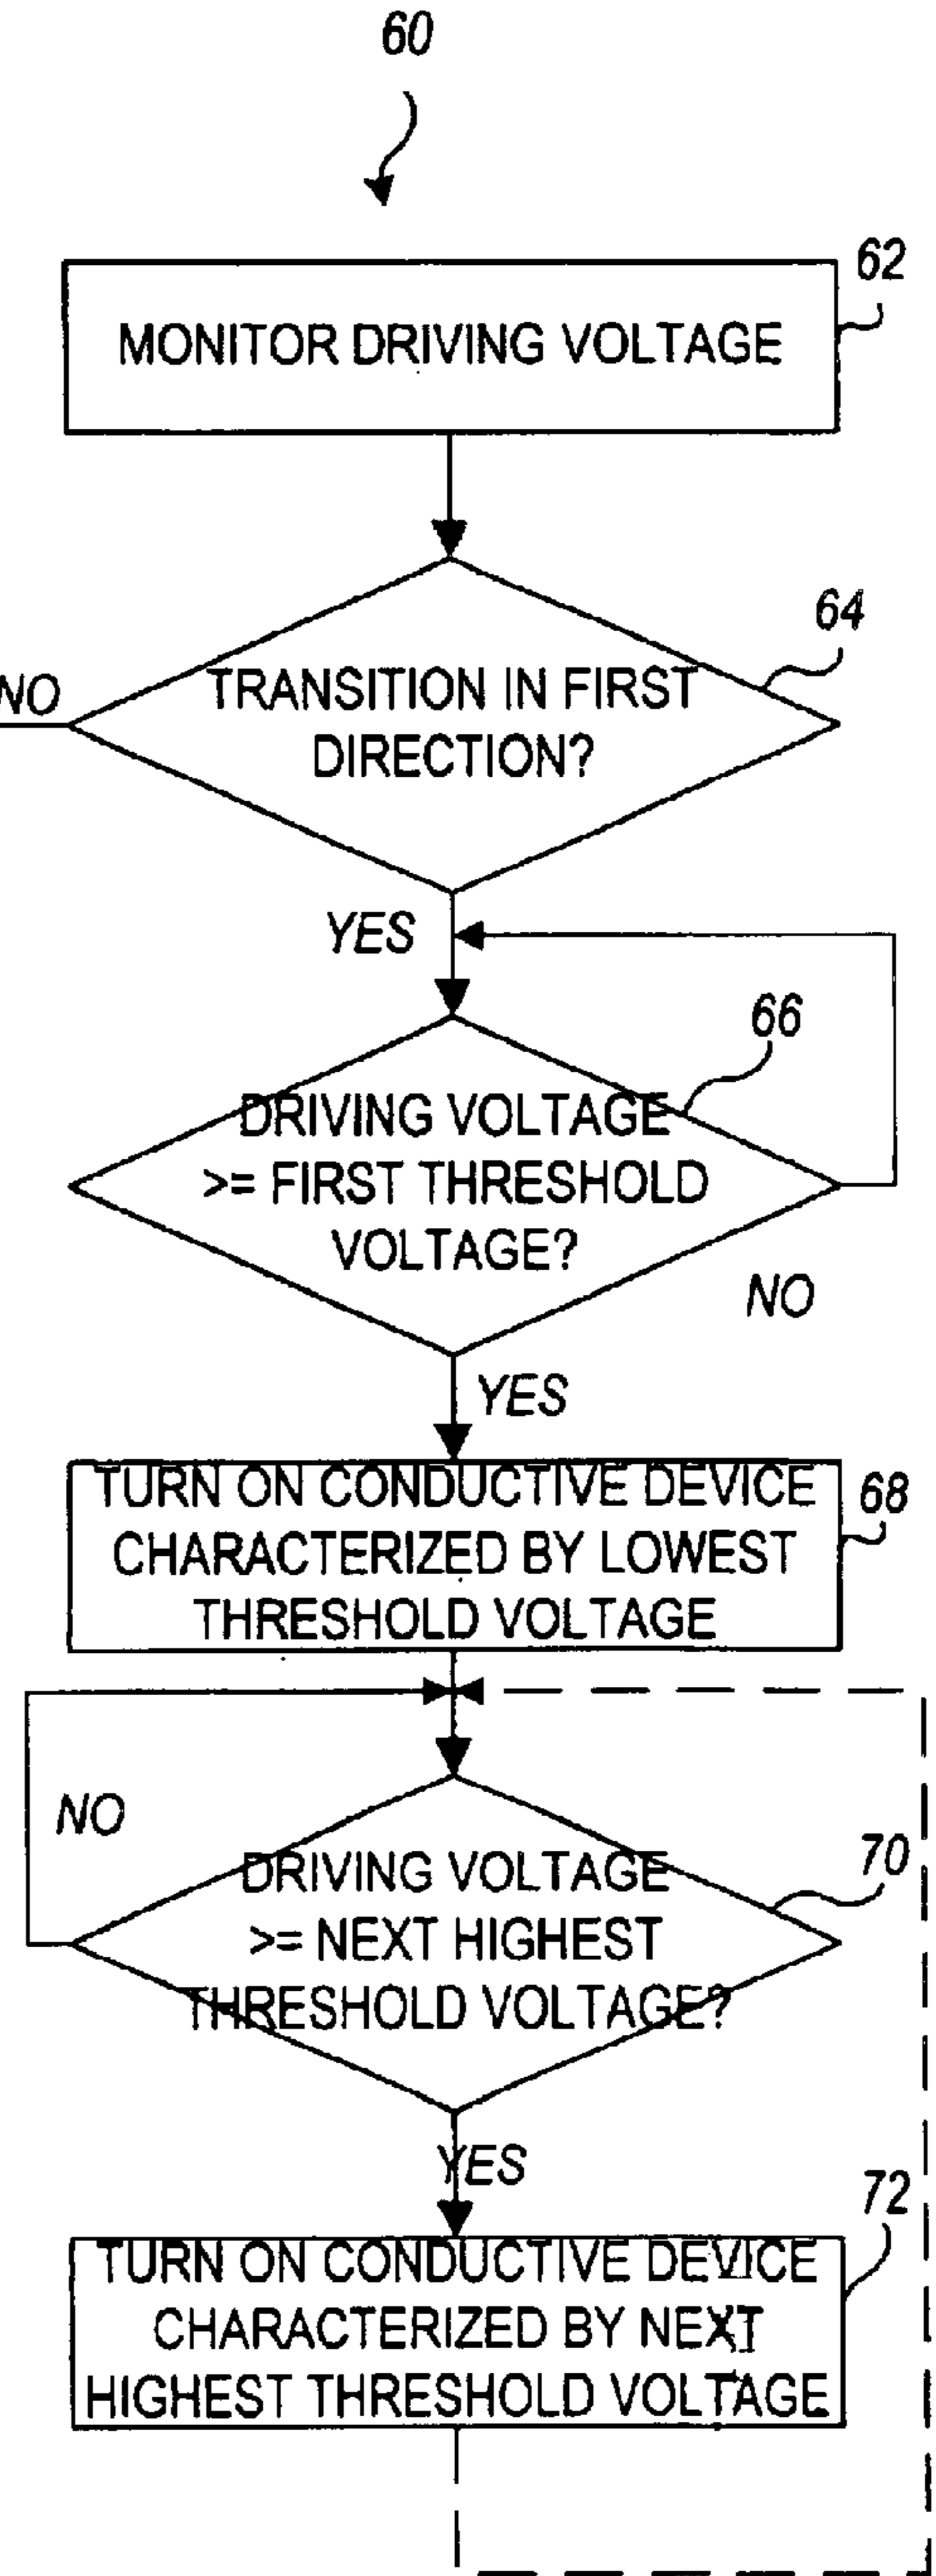 60
62
MONITOR DRIVING VOLTAGE
64
NO
TRANSITION IN FIRST
DIRECTION?
YES
66
DRIVING VOLTAGE
>= FIRST THRESHOLD
VOLTAGE?
NO
YES
TURN ON CONDUCTIVE DEVICE
68
CHARACTERIZED BY LOWEST
THRESHOLD VOLTAGE
NO
70
DRIVING VOLTAGE
>= NEXT HIGHEST
THRESHOLD VOLTAGE?
YES
72
TURN ON CONDUCTIVE DEVICE
CHARACTERIZED BY NEXT
HIGHEST THRESHOLD VOLTAGE